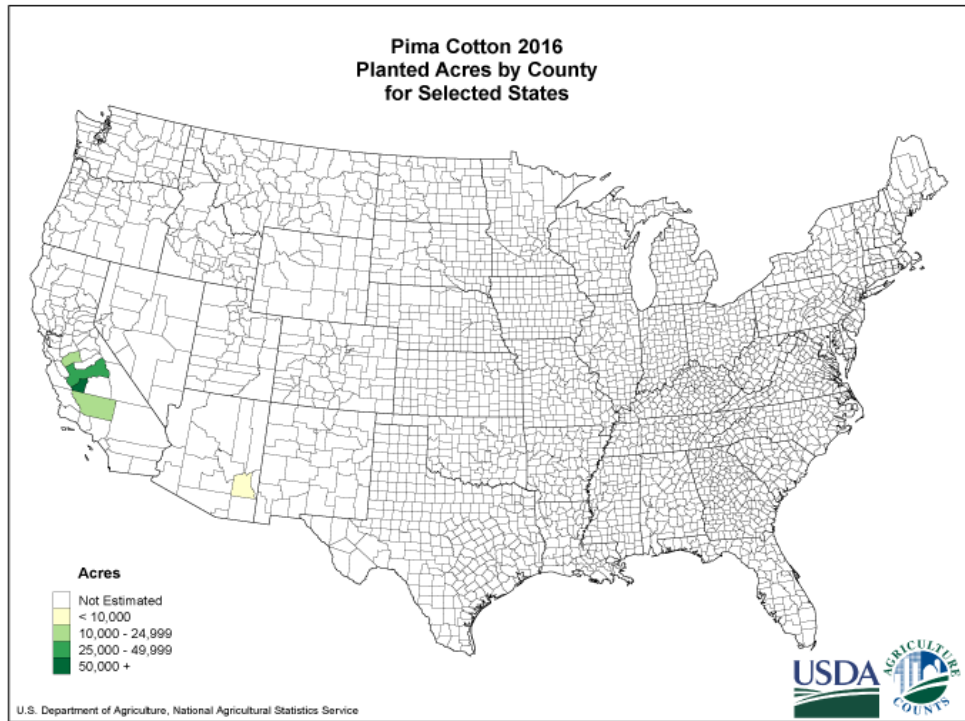 Pima Cotton 2016
Planted Acres by County
for Selected States
Acres
Not Estimated
< 10,000
10,000 - 24,999
25,000 - 49,999
50,000 +
USDA
AGRICULTURE
COUNTS
U.S. Department of Agriculture, National Agricultural Statistics Service